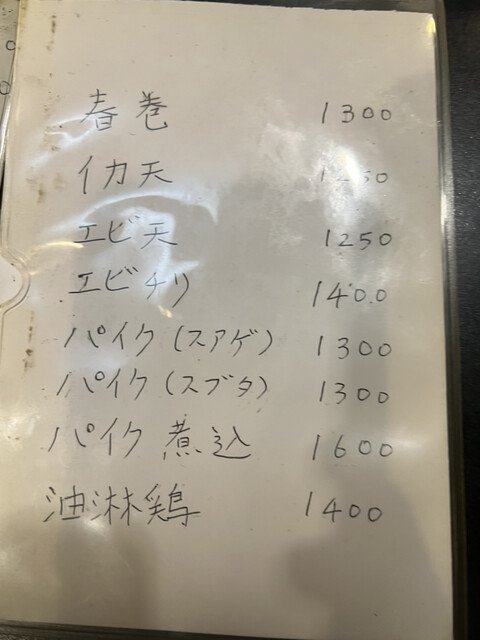 春巻 1300
イカ天
エビ天 1250
エビチリ 1400
パイク(スアゲ) 1300
パイク(スブタ) 1300
パイク煮込 1600
油淋鶏 1400